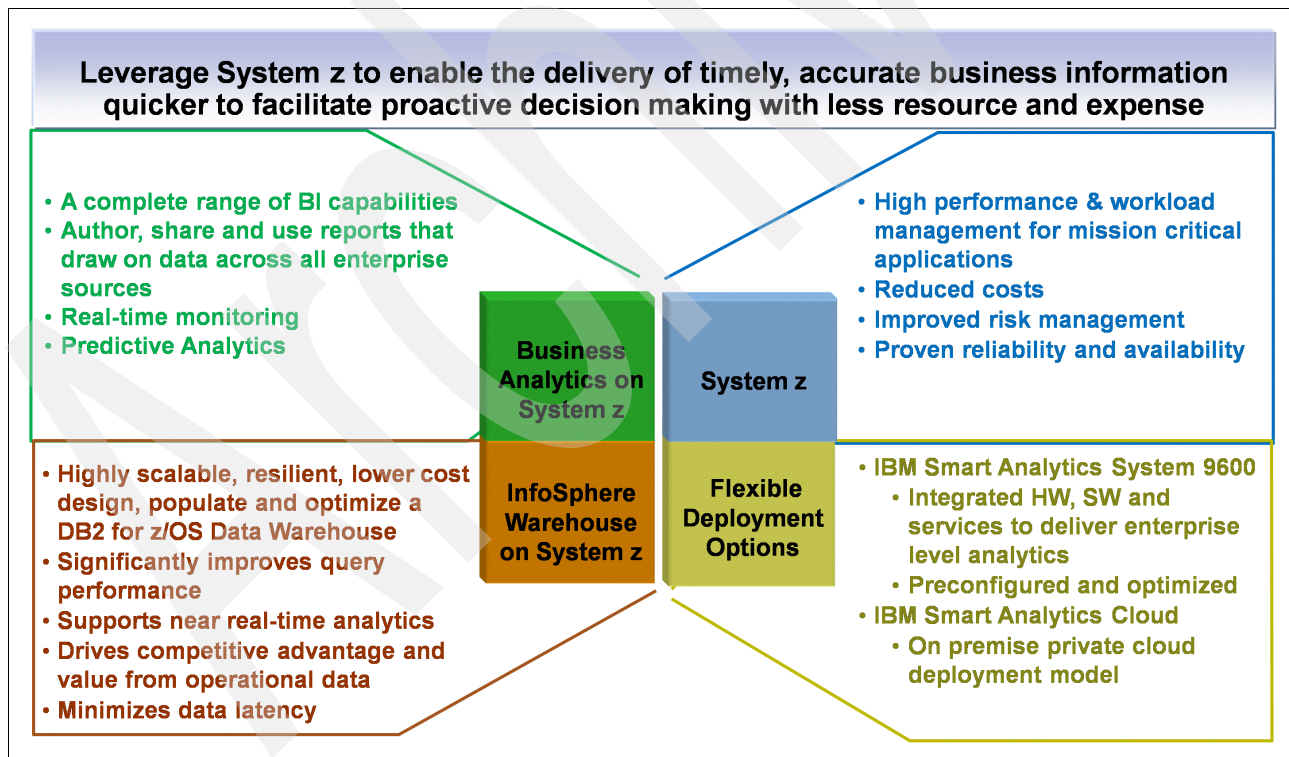 Leverage System z to enable the delivery of timely, accurate business information
quicker to facilitate proactive decision making with less resource and expense
• A complete range of BI capabilities
• Author, share and use reports that
draw on data across all enterprise
sources
• Real-time monitoring
• Predictive Analytics
• High performance & workload
management for mission critical
applications
• Reduced costs
• Improved risk management
• Proven reliability and availability
Business
Analytics on
System z
System z
InfoSphere
Warehouse
on System z
Flexible
Deployment
Options
• Highly scalable, resilient, lower cost
design, populate and optimize a
DB2 for z/OS Data Warehouse
• Significantly improves query
performance
• Supports near real-time analytics
• Drives competitive advantage and
value from operational data
• Minimizes data latency
• IBM Smart Analytics System 9600
• Integrated HW, SW and
services to deliver enterprise
level analytics
• Preconfigured and optimized
• IBM Smart Analytics Cloud
• On premise private cloud
deployment model